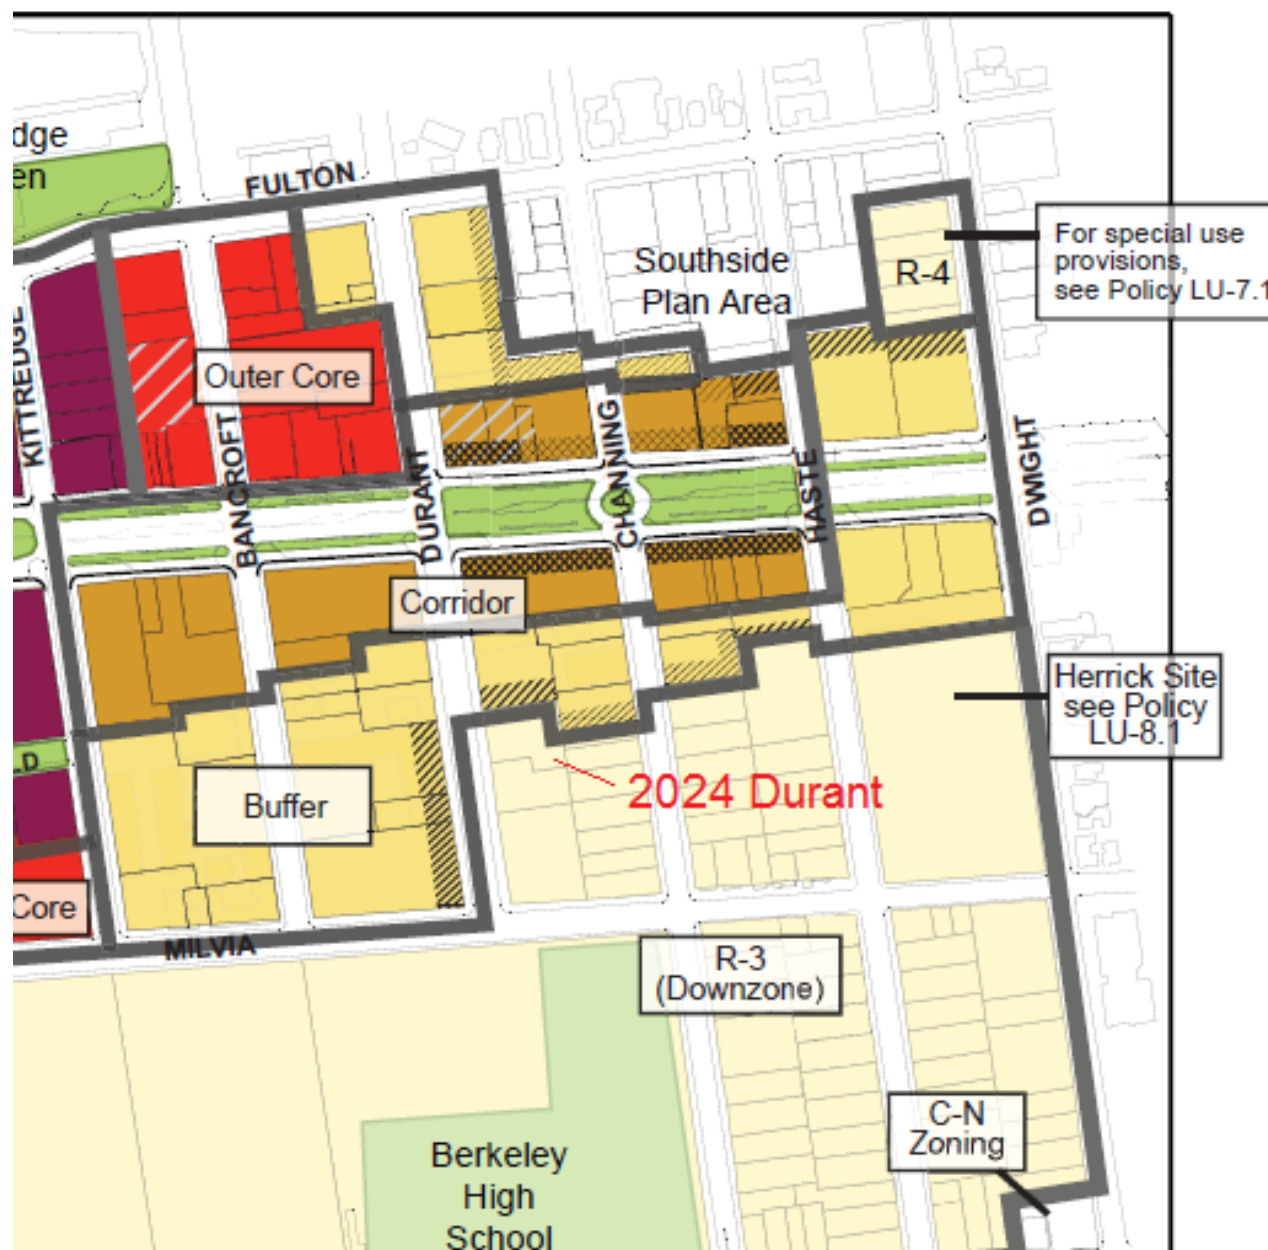 dge
en
FULTON
For special use
provisions,
see Policy LU-7.1
Southside
Plan Area
R-4
KITTREDGE
Outer Core
BANCROFT
DURANT
CHANNING
HASTE
DWIGHT
Corridor
Herrick Site
see Policy
LU-8.1
LD
2024 Durant
Buffer
Core
MILVIA
R-3
(Downzone)
C-N
Zoning
Berkeley
High
School